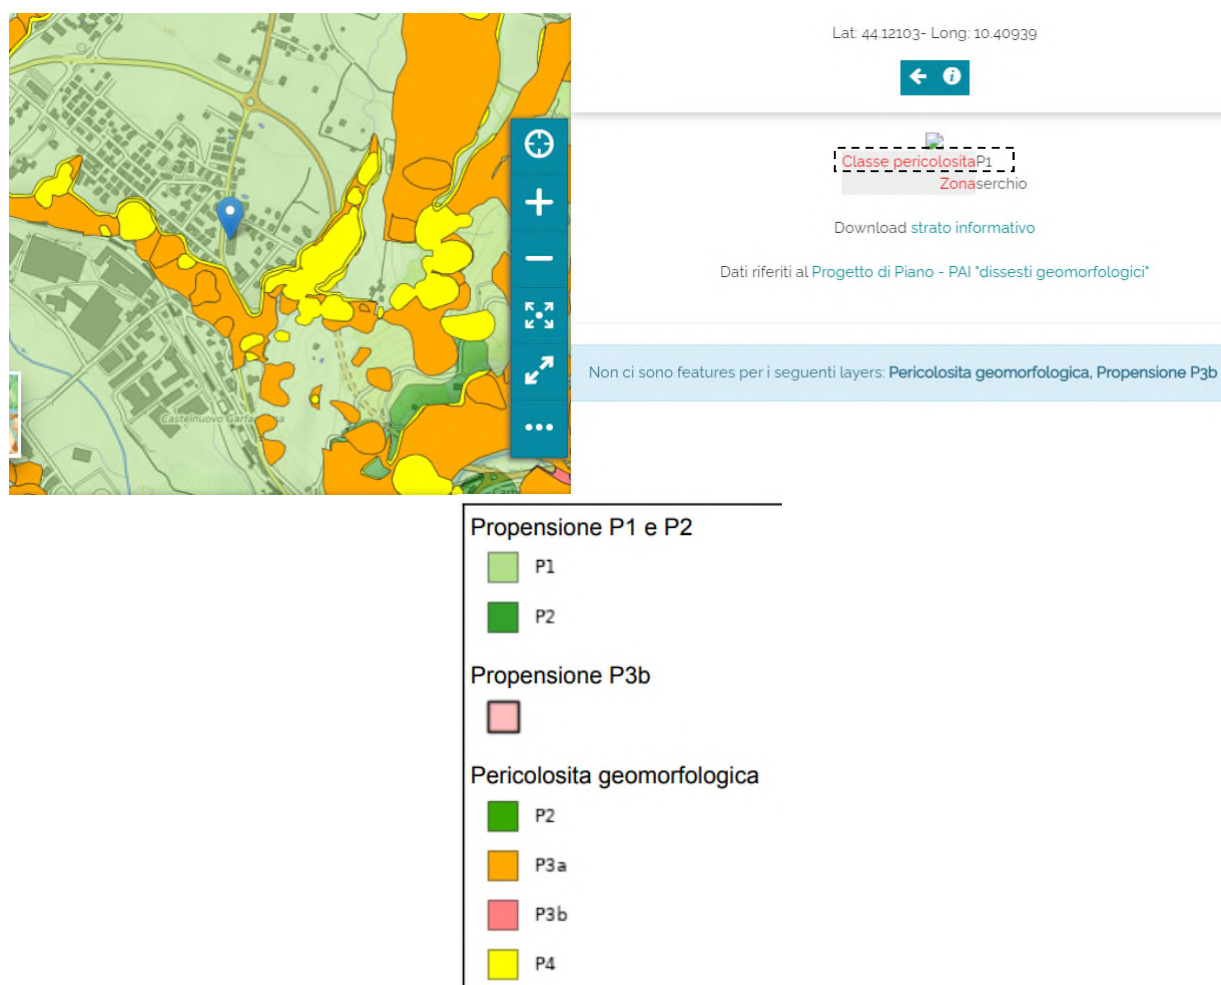 Lat: 44.12103- Long: 10.40939
Classe pericolositaP1
Zonaserchio
Download strato informativo
Dati riferiti al Progetto di Piano - PAI "dissesti geomorfologici"
Non ci sono features per i seguenti layers: Pericolosita geomorfologica, Propensione P3b
Propensione P1 e P2
P1
P2
Propensione P3b
Pericolosita geomorfologica
P2
P3a
P3b
P4